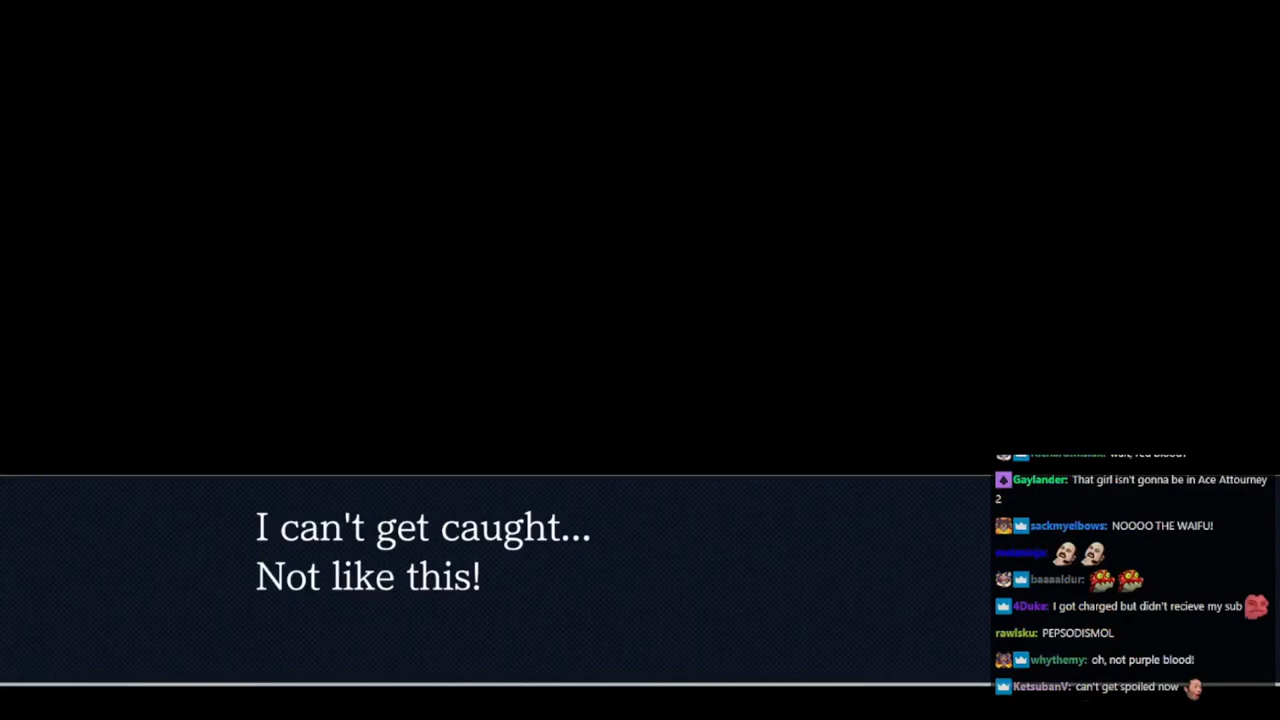 I can't get caught...
Not like this!
Gaylander: That girl isn't gonna be in Ace Attourney
2
sackmyelbows: NOOOO THE WAIFU!
baaaaldur:
4Duke: I got charged but didn't recieve my sub
rawlsku: PEPSODISMOL
whythemy: oh, not purple blood!
KetsubanV: can't get spoiled now